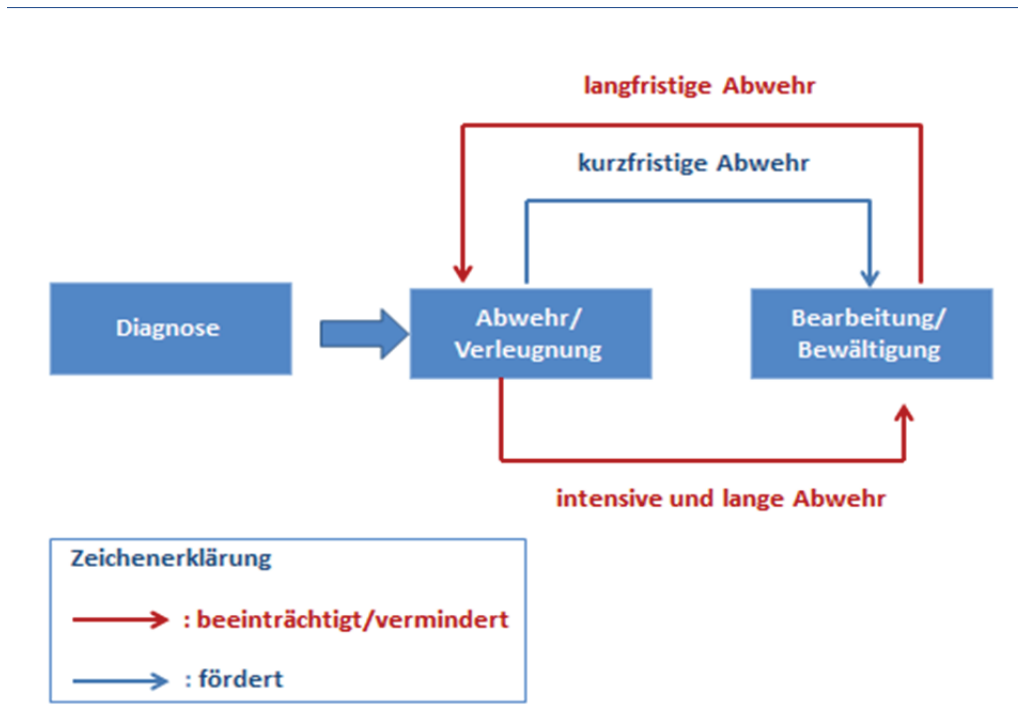 langfristige Abwehr
kurzfristige Abwehr
Diagnose
Abwehr/
Verleugnung
Bearbeitung/
Bewältigung
intensive und lange Abwehr
Zeichenerklärung
: beeinträchtigt/vermindert
: fördert